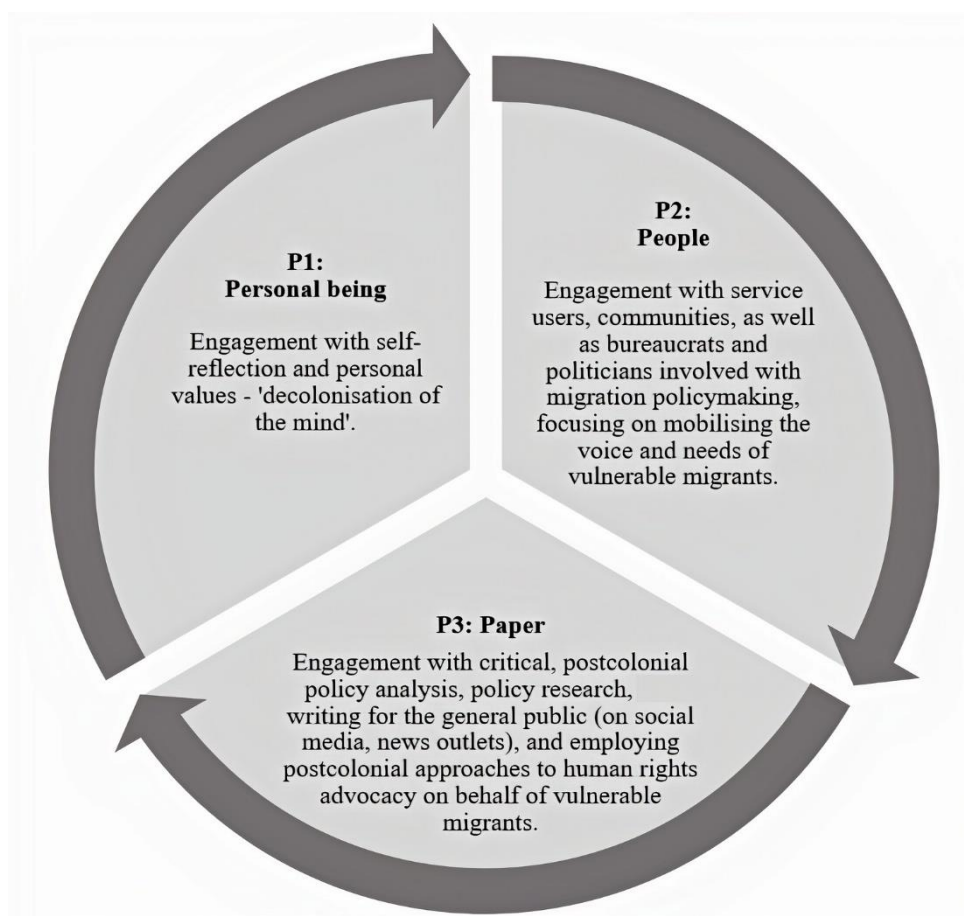 P1:
Personal being
Engagement with self-
reflection and personal
values - 'decolonisation of
the mind'.
P2:
People
Engagement with service
users, communities, as well
as bureaucrats and
politicians involved with
migration policymaking,
focusing on mobilising the
voice and needs of
vulnerable migrants.
P3: Paper
Engagement with critical, postcolonial
policy analysis, policy research,
writing for the general public (on social
media, news outlets), and employing
postcolonial approaches to human rights
advocacy on behalf of vulnerable
migrants.